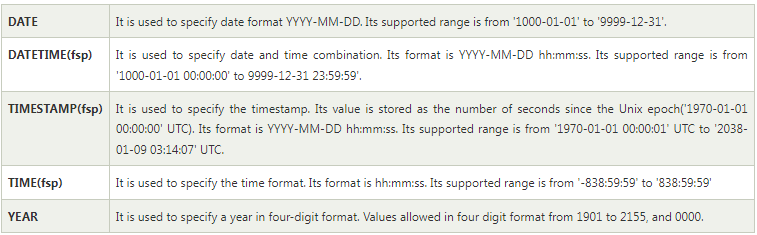 DATE It is used to specify date format YYYY-MM-DD. Its supported range is from '1000-01-01' to '9999-12-31'.
DATETIME(fsp) It is used to specify date and time combination. Its format is YYYY-MM-DD hh:mm:ss. Its supported range is from
'1000-01-01 00:00:00' to 9999-12-31 23:59:59'.
TIMESTAMP(fsp) It is used to specify the timestamp. Its value is stored as the number of seconds since the Unix epoch('1970-01-01
00:00:00' UTC). Its format is YYYY-MM-DD hh:mm:ss. Its supported range is from '1970-01-01 00:00:01' UTC to '2038-
01-09 03:14:07' UTC.
TIME(fsp) It is used to specify the time format. Its format is hh:mm:ss. Its supported range is from '-838:59:59' to '838:59:59'
YEAR It is used to specify a year in four-digit format. Values allowed in four digit format from 1901 to 2155, and 0000.